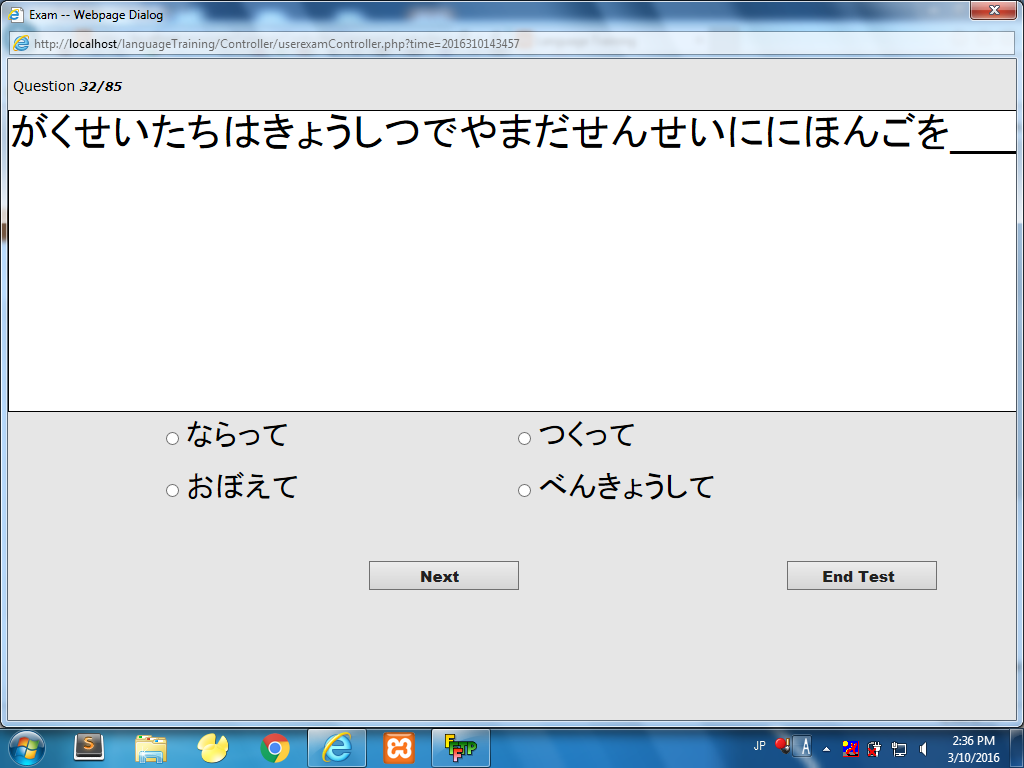 Exam -- Webpage Dialog
http://localhost/languageTraining/Controller/userexamController.php?time=2016310143457
Question 32/85
がくせいたちはきょうしつでやまだせんせいににほんごを____
ならって
つくって
おぼえて
べんきょうして
Next
End Test
JP
A
2:36 PM
3/10/2016